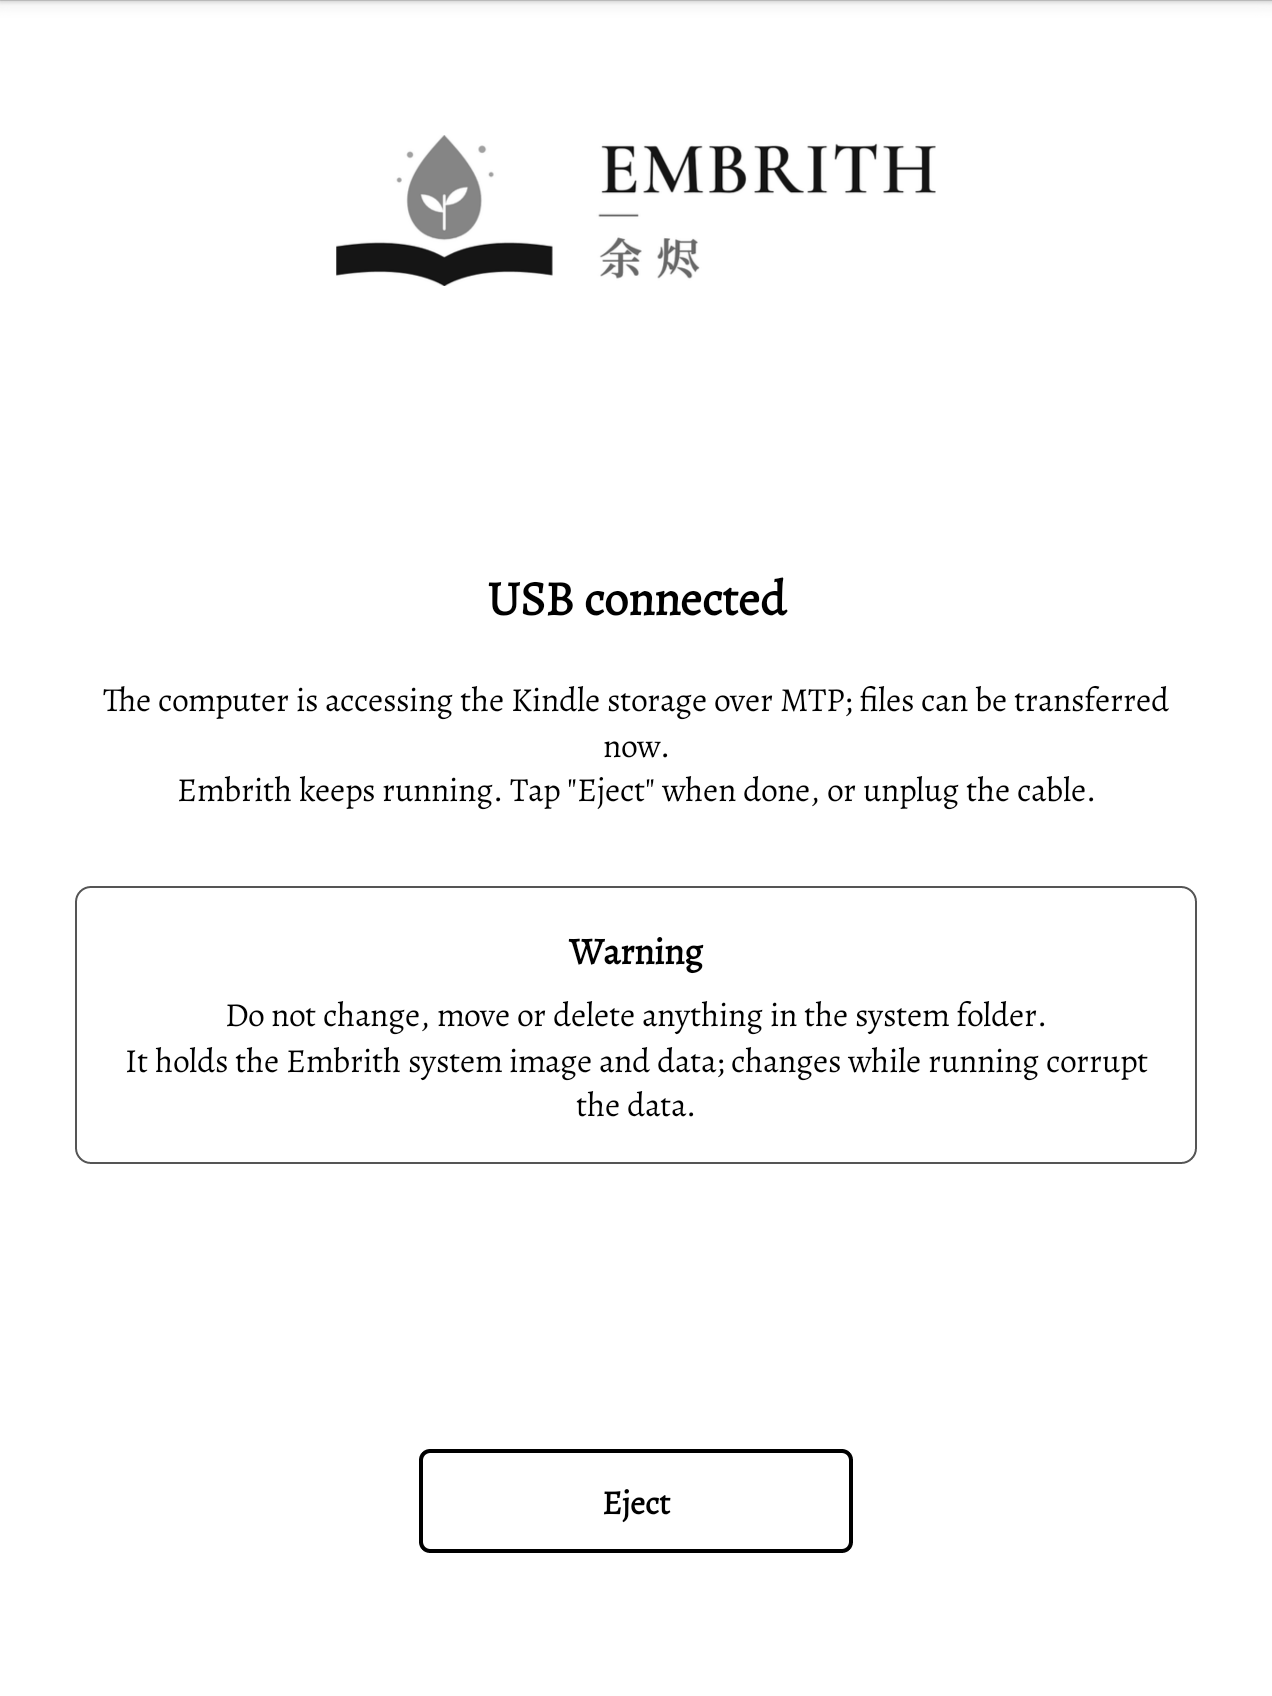 EMBRITH
余烬
USB connected
The computer is accessing the Kindle storage over MTP; files can be transferred
now.
Embrith keeps running. Tap "Eject" when done, or unplug the cable.
Warning
Do not change, move or delete anything in the system folder.
It holds the Embrith system image and data; changes while running corrupt
the data.
Eject